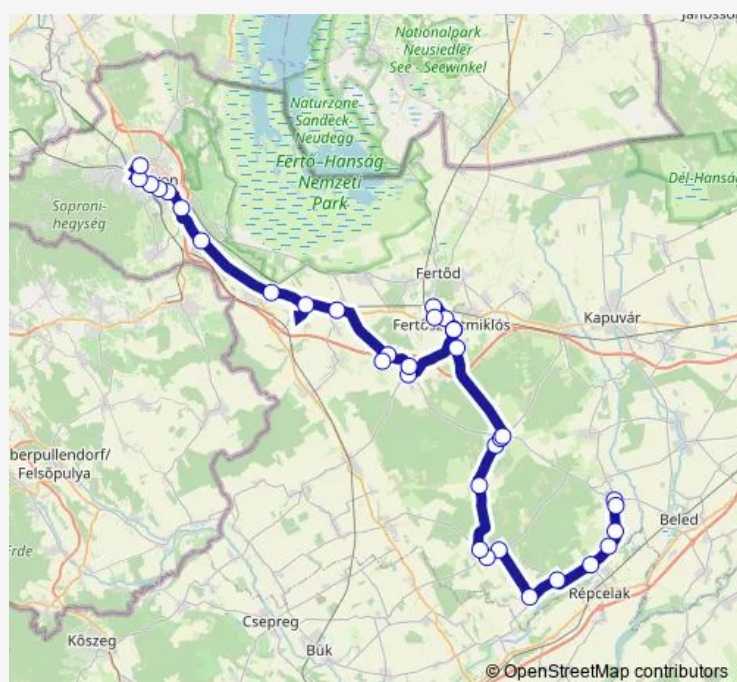 Jánossom
Nationalpark
Neusiedler
See - Seewinkel
Naturzone
Sandeck-
Neudegg
Fertő–Hanság
Nemzeti
Park
Dél-Hanság
Soproni-
hegység
Fertőd
Kapuvár
berpullendorf/
Felsőpulya
Beled
Erde
Répcelak
Csepreg
Bük
Kőszeg
© OpenStreetMap contributors